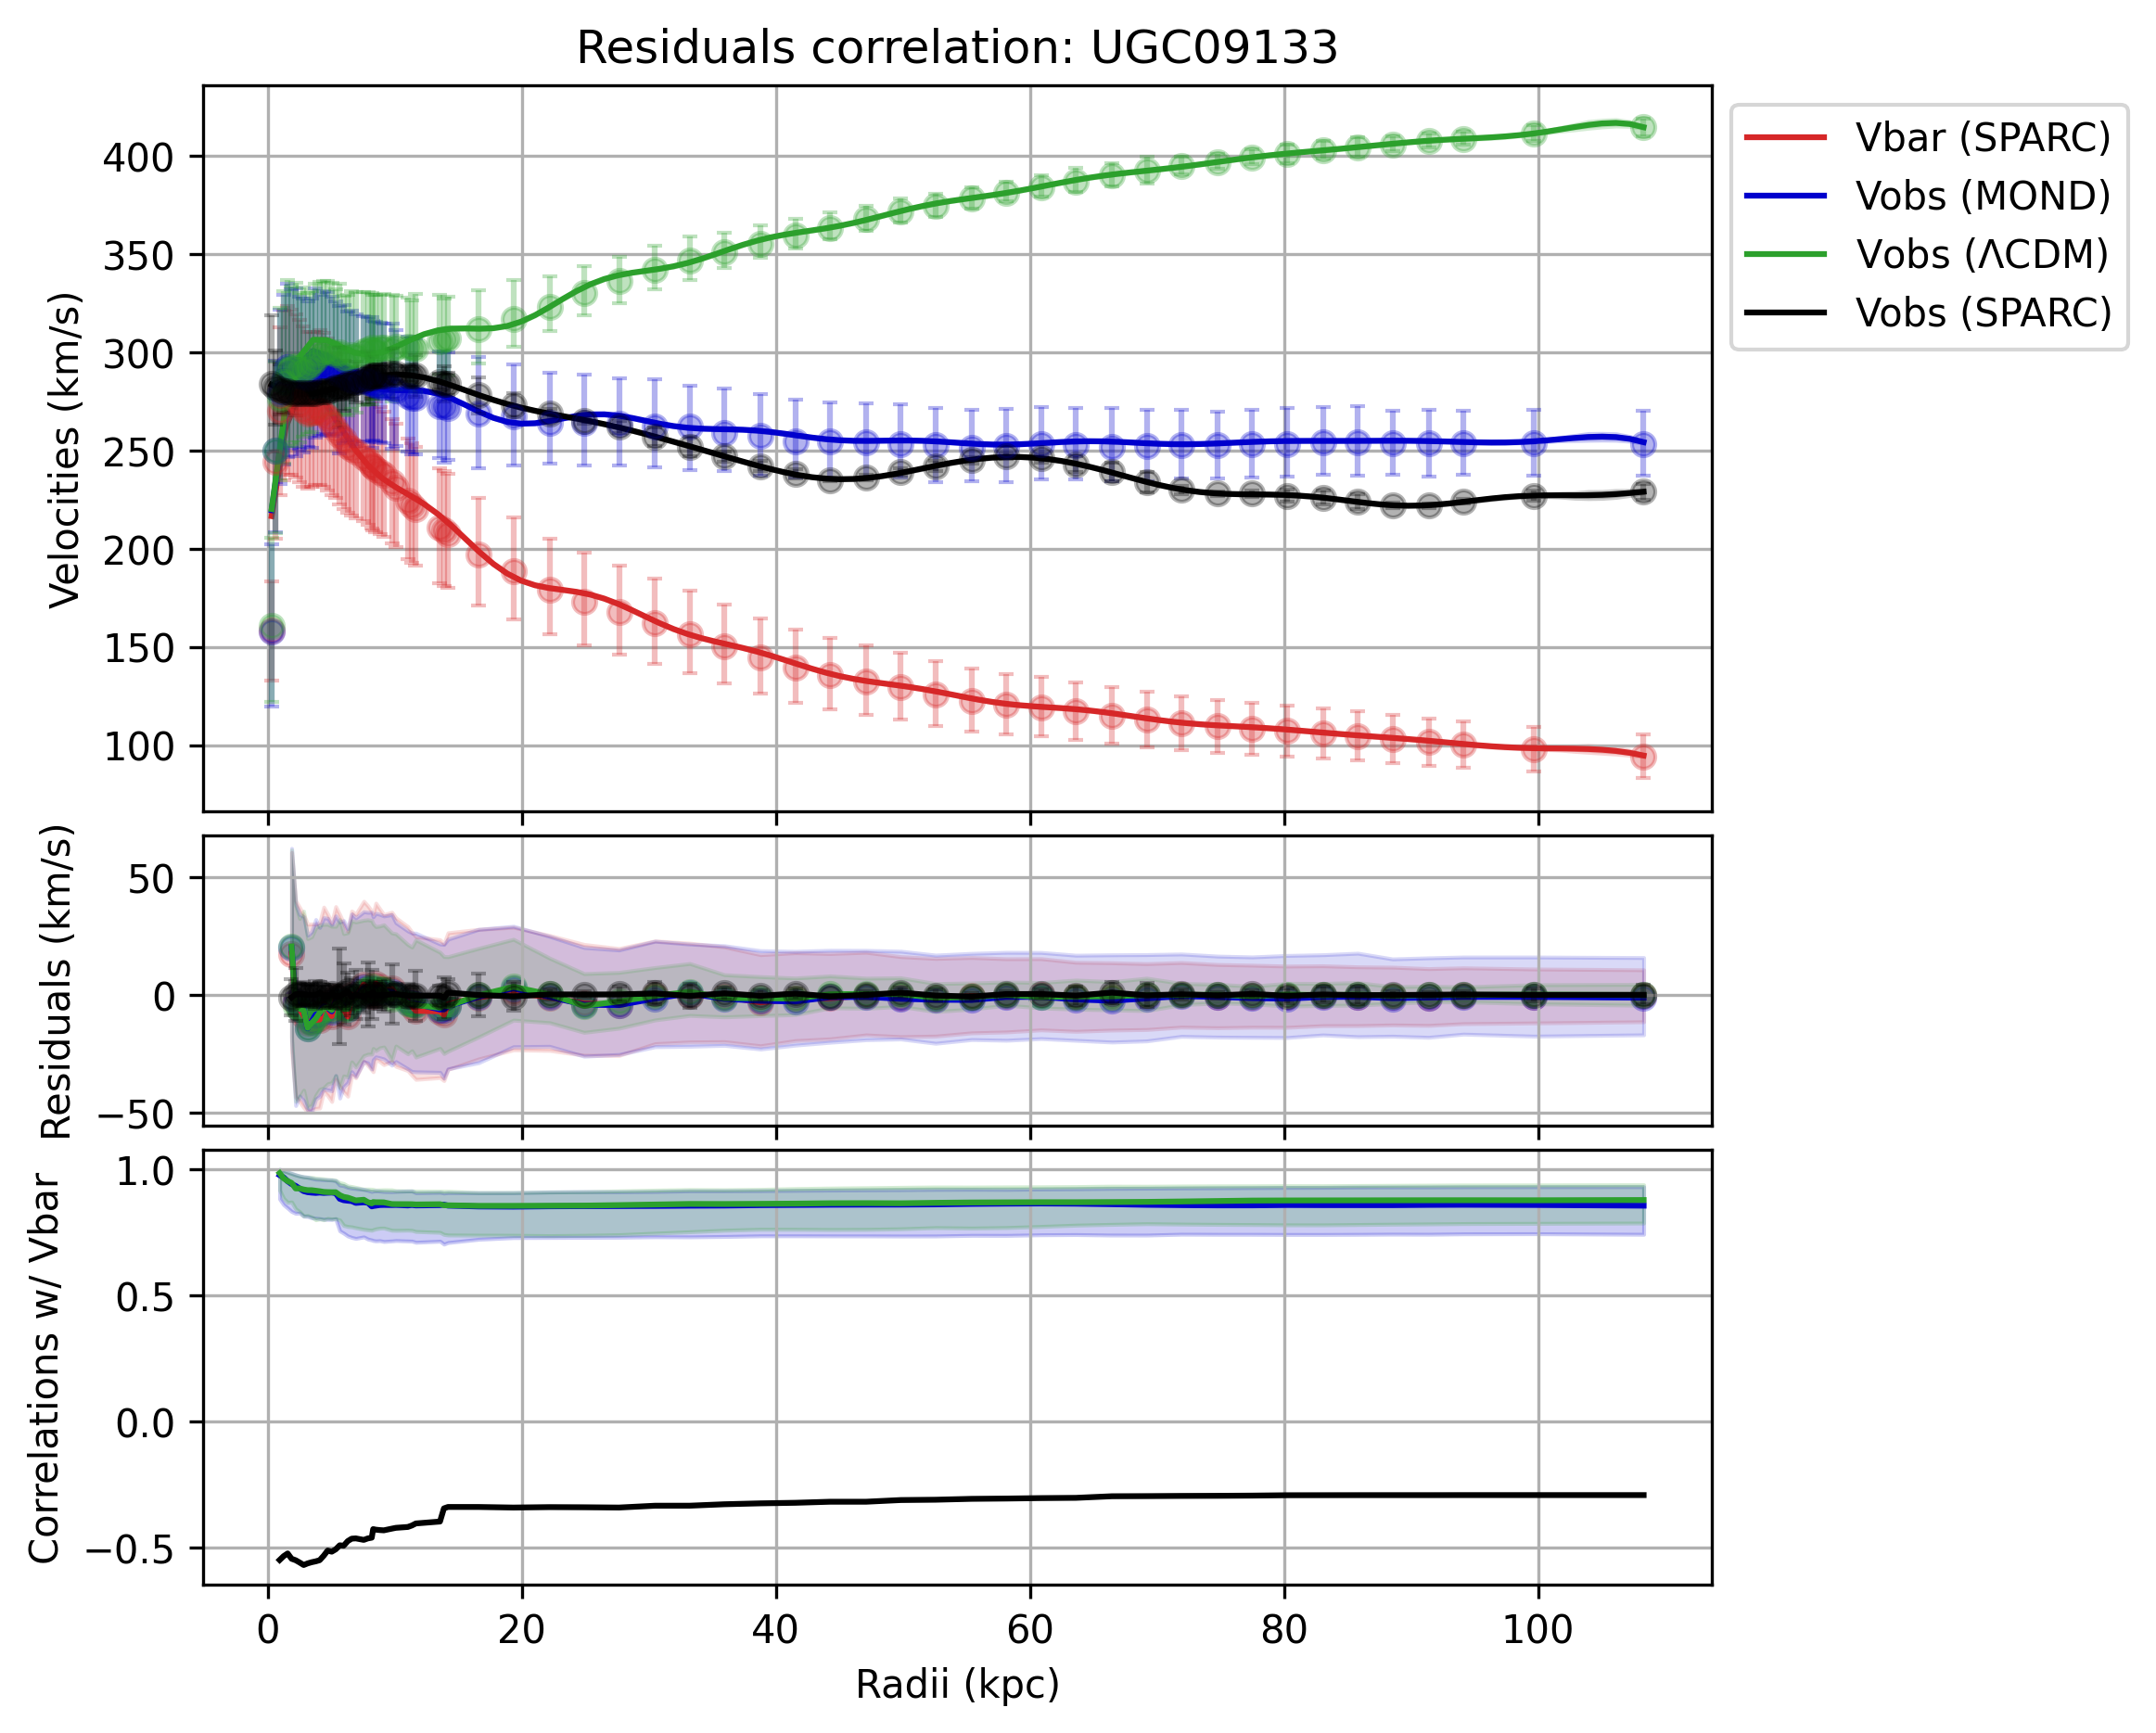 Residuals correlation: UGC09133
Velocities (km/s)
400
350
300
250
200
150
100
Vbar (SPARC)
Vobs (MOND)
Vobs (ΛCDM)
Vobs (SPARC)
Residuals (km/s)
50
0
−50
Correlations w/ Vbar
1.0
0.5
0.0
−0.5
0 20 40 60 80 100
Radii (kpc)